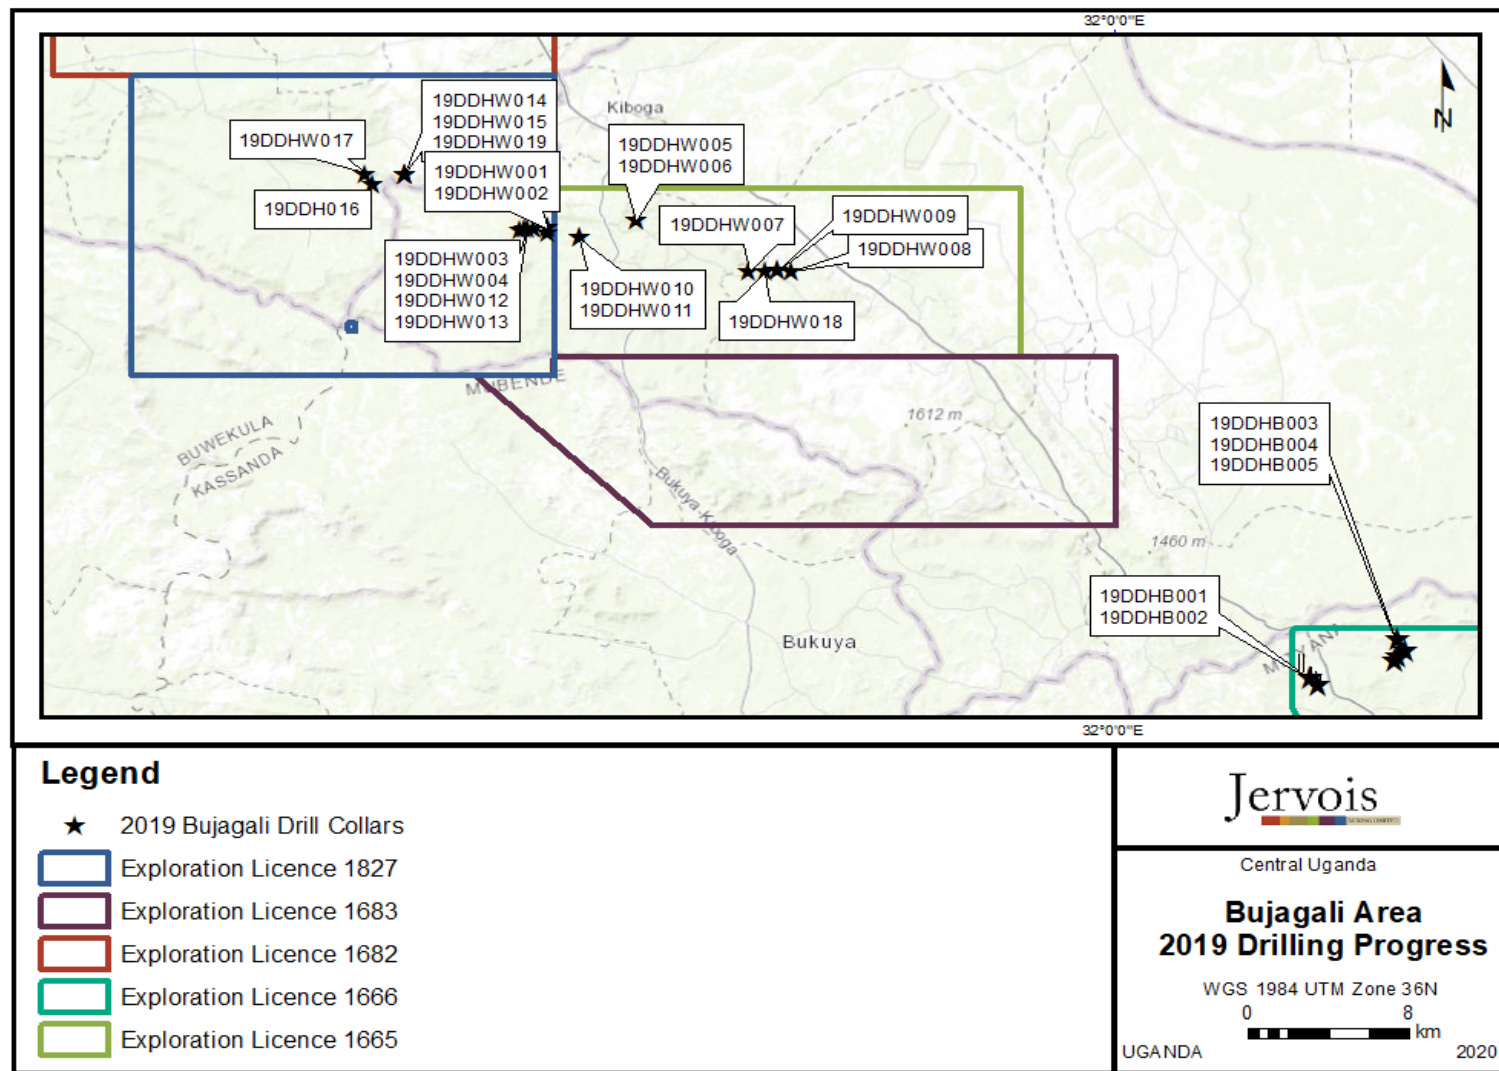 32°0'0"E
N
Kiboga
19DDHW014
19DDHW015
19DDHW019
19DDHW017
19DDH016
19DDHW001
19DDHW002
19DDHW005
19DDHW006
19DDHW007
19DDHW009
19DDHW008
19DDHW003
19DDHW004
19DDHW012
19DDHW013
19DDHW010
19DDHW011
19DDHW018
MUBENDE
BUWEKULA
KASSANDA
1612 m
Bukuya-Kiboga
1460 m
Bukuya
19DDHB003
19DDHB004
19DDHB005
19DDHB001
19DDHB002
32°0'0"E
Legend
2019 Bujagali Drill Collars
Exploration Licence 1827
Exploration Licence 1683
Exploration Licence 1682
Exploration Licence 1666
Exploration Licence 1665
Jervois
MINING LIMITED
Central Uganda
Bujagali Area
2019 Drilling Progress
WGS 1984 UTM Zone 36N
0 8
km
UGANDA 2020